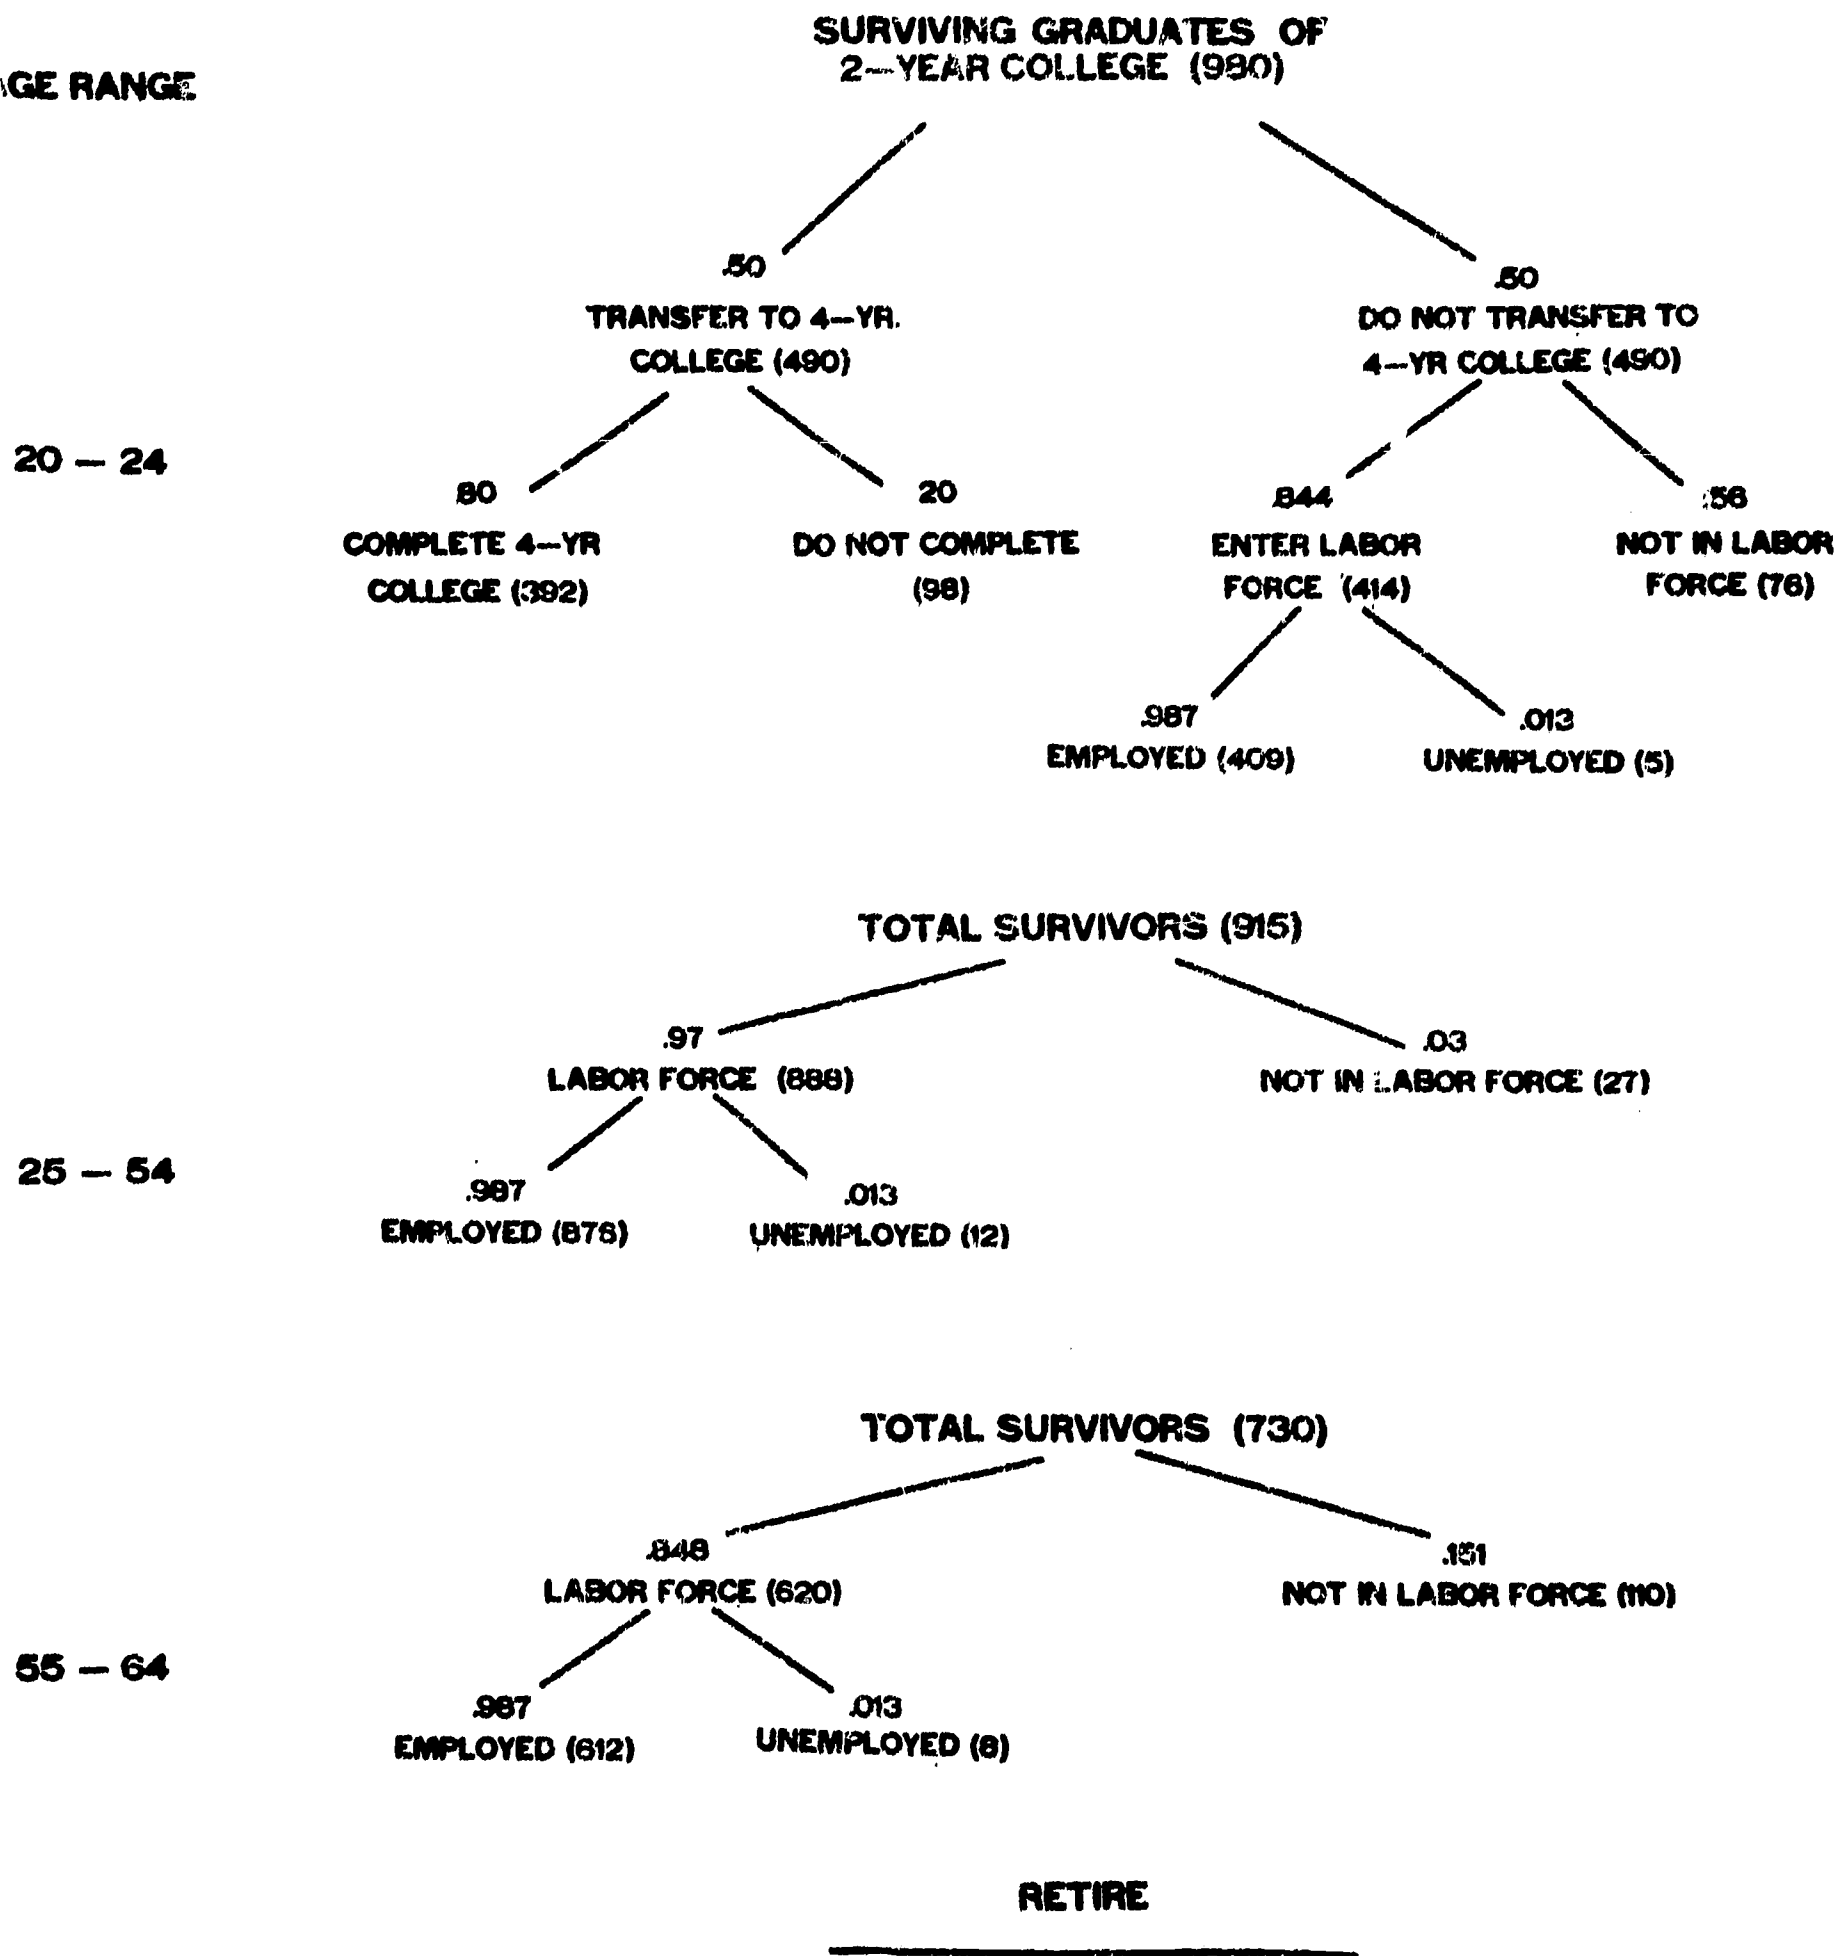 SURVIVING GRADUATES OF
2-YEAR COLLEGE (980)
AGE RANGE
.50
.50
TRANSFER TO 4-YR.
COLLEGE (490)
DO NOT TRANSFER TO
4-YR COLLEGE (490)
20 - 24
.80
.20
.844
.156
COMPLETE 4-YR
COLLEGE (392)
DO NOT COMPLETE
(98)
ENTER LABOR
FORCE (414)
NOT IN LABOR
FORCE (76)
.987
.013
EMPLOYED (409)
UNEMPLOYED (5)
TOTAL SURVIVORS (915)
.97
.03
LABOR FORCE (888)
NOT IN LABOR FORCE (27)
25 - 54
.987
.013
EMPLOYED (876)
UNEMPLOYED (12)
TOTAL SURVIVORS (730)
.848
.151
LABOR FORCE (620)
NOT IN LABOR FORCE (110)
55 - 64
.987
.013
EMPLOYED (612)
UNEMPLOYED (8)
RETIRE